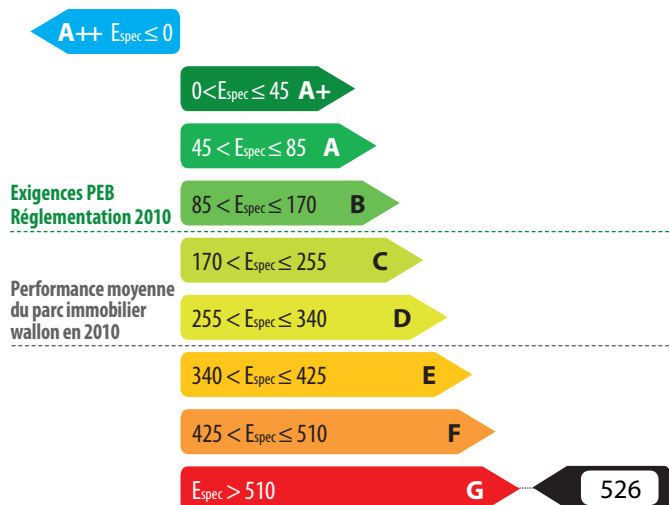 A++ Espec ≤ 0
0<Espec ≤ 45 A+
45 < Espec ≤ 85 A
Exigences PEB
Réglementation 2010
85 < Espec ≤ 170 B
170 < Espec ≤ 255 C
Performance moyenne
du parc immobilier
wallon en 2010
255 < Espec ≤ 340 D
340 < Espec ≤ 425 E
425 < Espec ≤ 510 F
Espec > 510 G
526